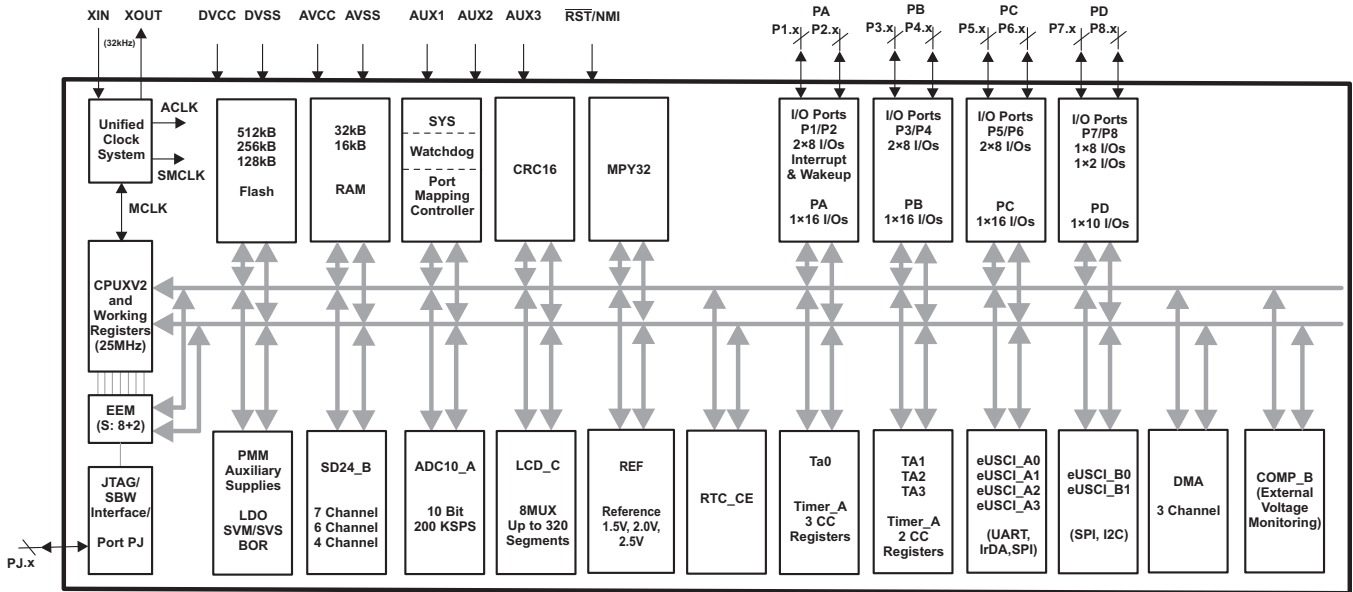 XIN XOUT DVCC DVSS AVCC AVSS AUX1 AUX2 AUX3 RST/NMI
(32kHz)
PA
P1.x P2.x
PB
P3.x P4.x
PC
P5.x P6.x
PD
P7.x P8.x
Unified
Clock
System
ACLK
SMCLK
MCLK
512kB
256kB
128kB
Flash
32kB
16kB
RAM
SYS
Watchdog
Port
Mapping
Controller
CRC16
MPY32
I/O Ports
P1/P2
2×8 I/Os
Interrupt
& Wakeup
PA
1×16 I/Os
I/O Ports
P3/P4
2×8 I/Os
PB
1×16 I/Os
I/O Ports
P5/P6
2×8 I/Os
PC
1×16 I/Os
I/O Ports
P7/P8
1×8 I/Os
1×2 I/Os
PD
1×10 I/Os
CPUXV2
and
Working
Registers
(25MHz)
EEM
(S: 8+2)
JTAG/
SBW
Interface/
Port PJ
PJ.x
PMM
Auxiliary
Supplies
LDO
SVM/SVS
BOR
SD24_B
7 Channel
6 Channel
4 Channel
ADC10_A
10 Bit
200 KSPS
LCD_C
8MUX
Up to 320
Segments
REF
Reference
1.5V, 2.0V,
2.5V
RTC_CE
Ta0
Timer_A
3 CC
Registers
TA1
TA2
TA3
Timer_A
2 CC
Registers
eUSCI_A0
eUSCI_A1
eUSCI_A2
eUSCI_A3
(UART,
IrDA,SPI)
eUSCI_B0
eUSCI_B1
(SPI, I2C)
DMA
3 Channel
COMP_B
(External
Voltage
Monitoring)